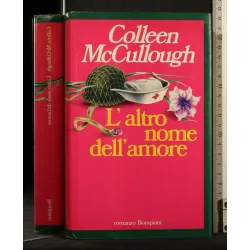 Colleen
McCullough
L'altro
nome
dell'amore
romanzo Bompiani